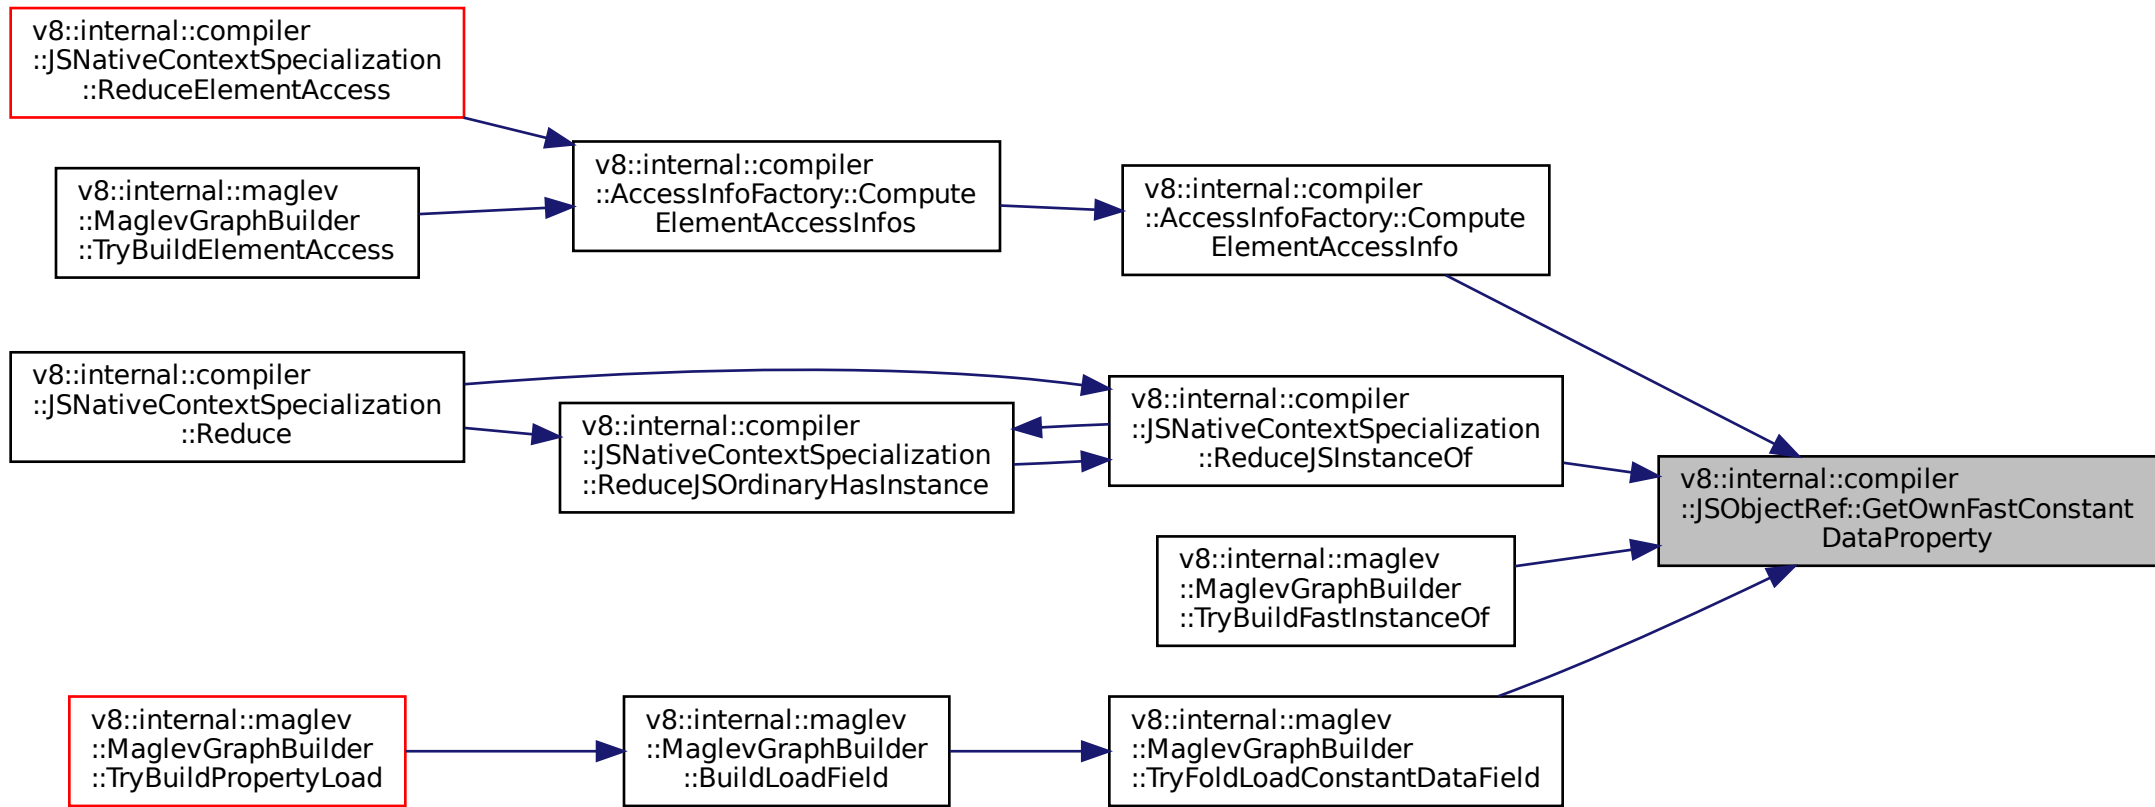 v8::internal::compiler
::JSNativeContextSpecialization
::ReduceElementAccess
v8::internal::maglev
::MaglevGraphBuilder
::TryBuildElementAccess
v8::internal::compiler
::AccessInfoFactory::Compute
ElementAccessInfos
v8::internal::compiler
::AccessInfoFactory::Compute
ElementAccessInfo
v8::internal::compiler
::JSNativeContextSpecialization
::Reduce
v8::internal::compiler
::JSNativeContextSpecialization
::ReduceJSOrdinaryHasInstance
v8::internal::compiler
::JSNativeContextSpecialization
::ReduceJSInstanceOf
v8::internal::compiler
::JSObjectRef::GetOwnFastConstant
DataProperty
v8::internal::maglev
::MaglevGraphBuilder
::TryBuildFastInstanceOf
v8::internal::maglev
::MaglevGraphBuilder
::TryBuildPropertyLoad
v8::internal::maglev
::MaglevGraphBuilder
::BuildLoadField
v8::internal::maglev
::MaglevGraphBuilder
::TryFoldLoadConstantDataField